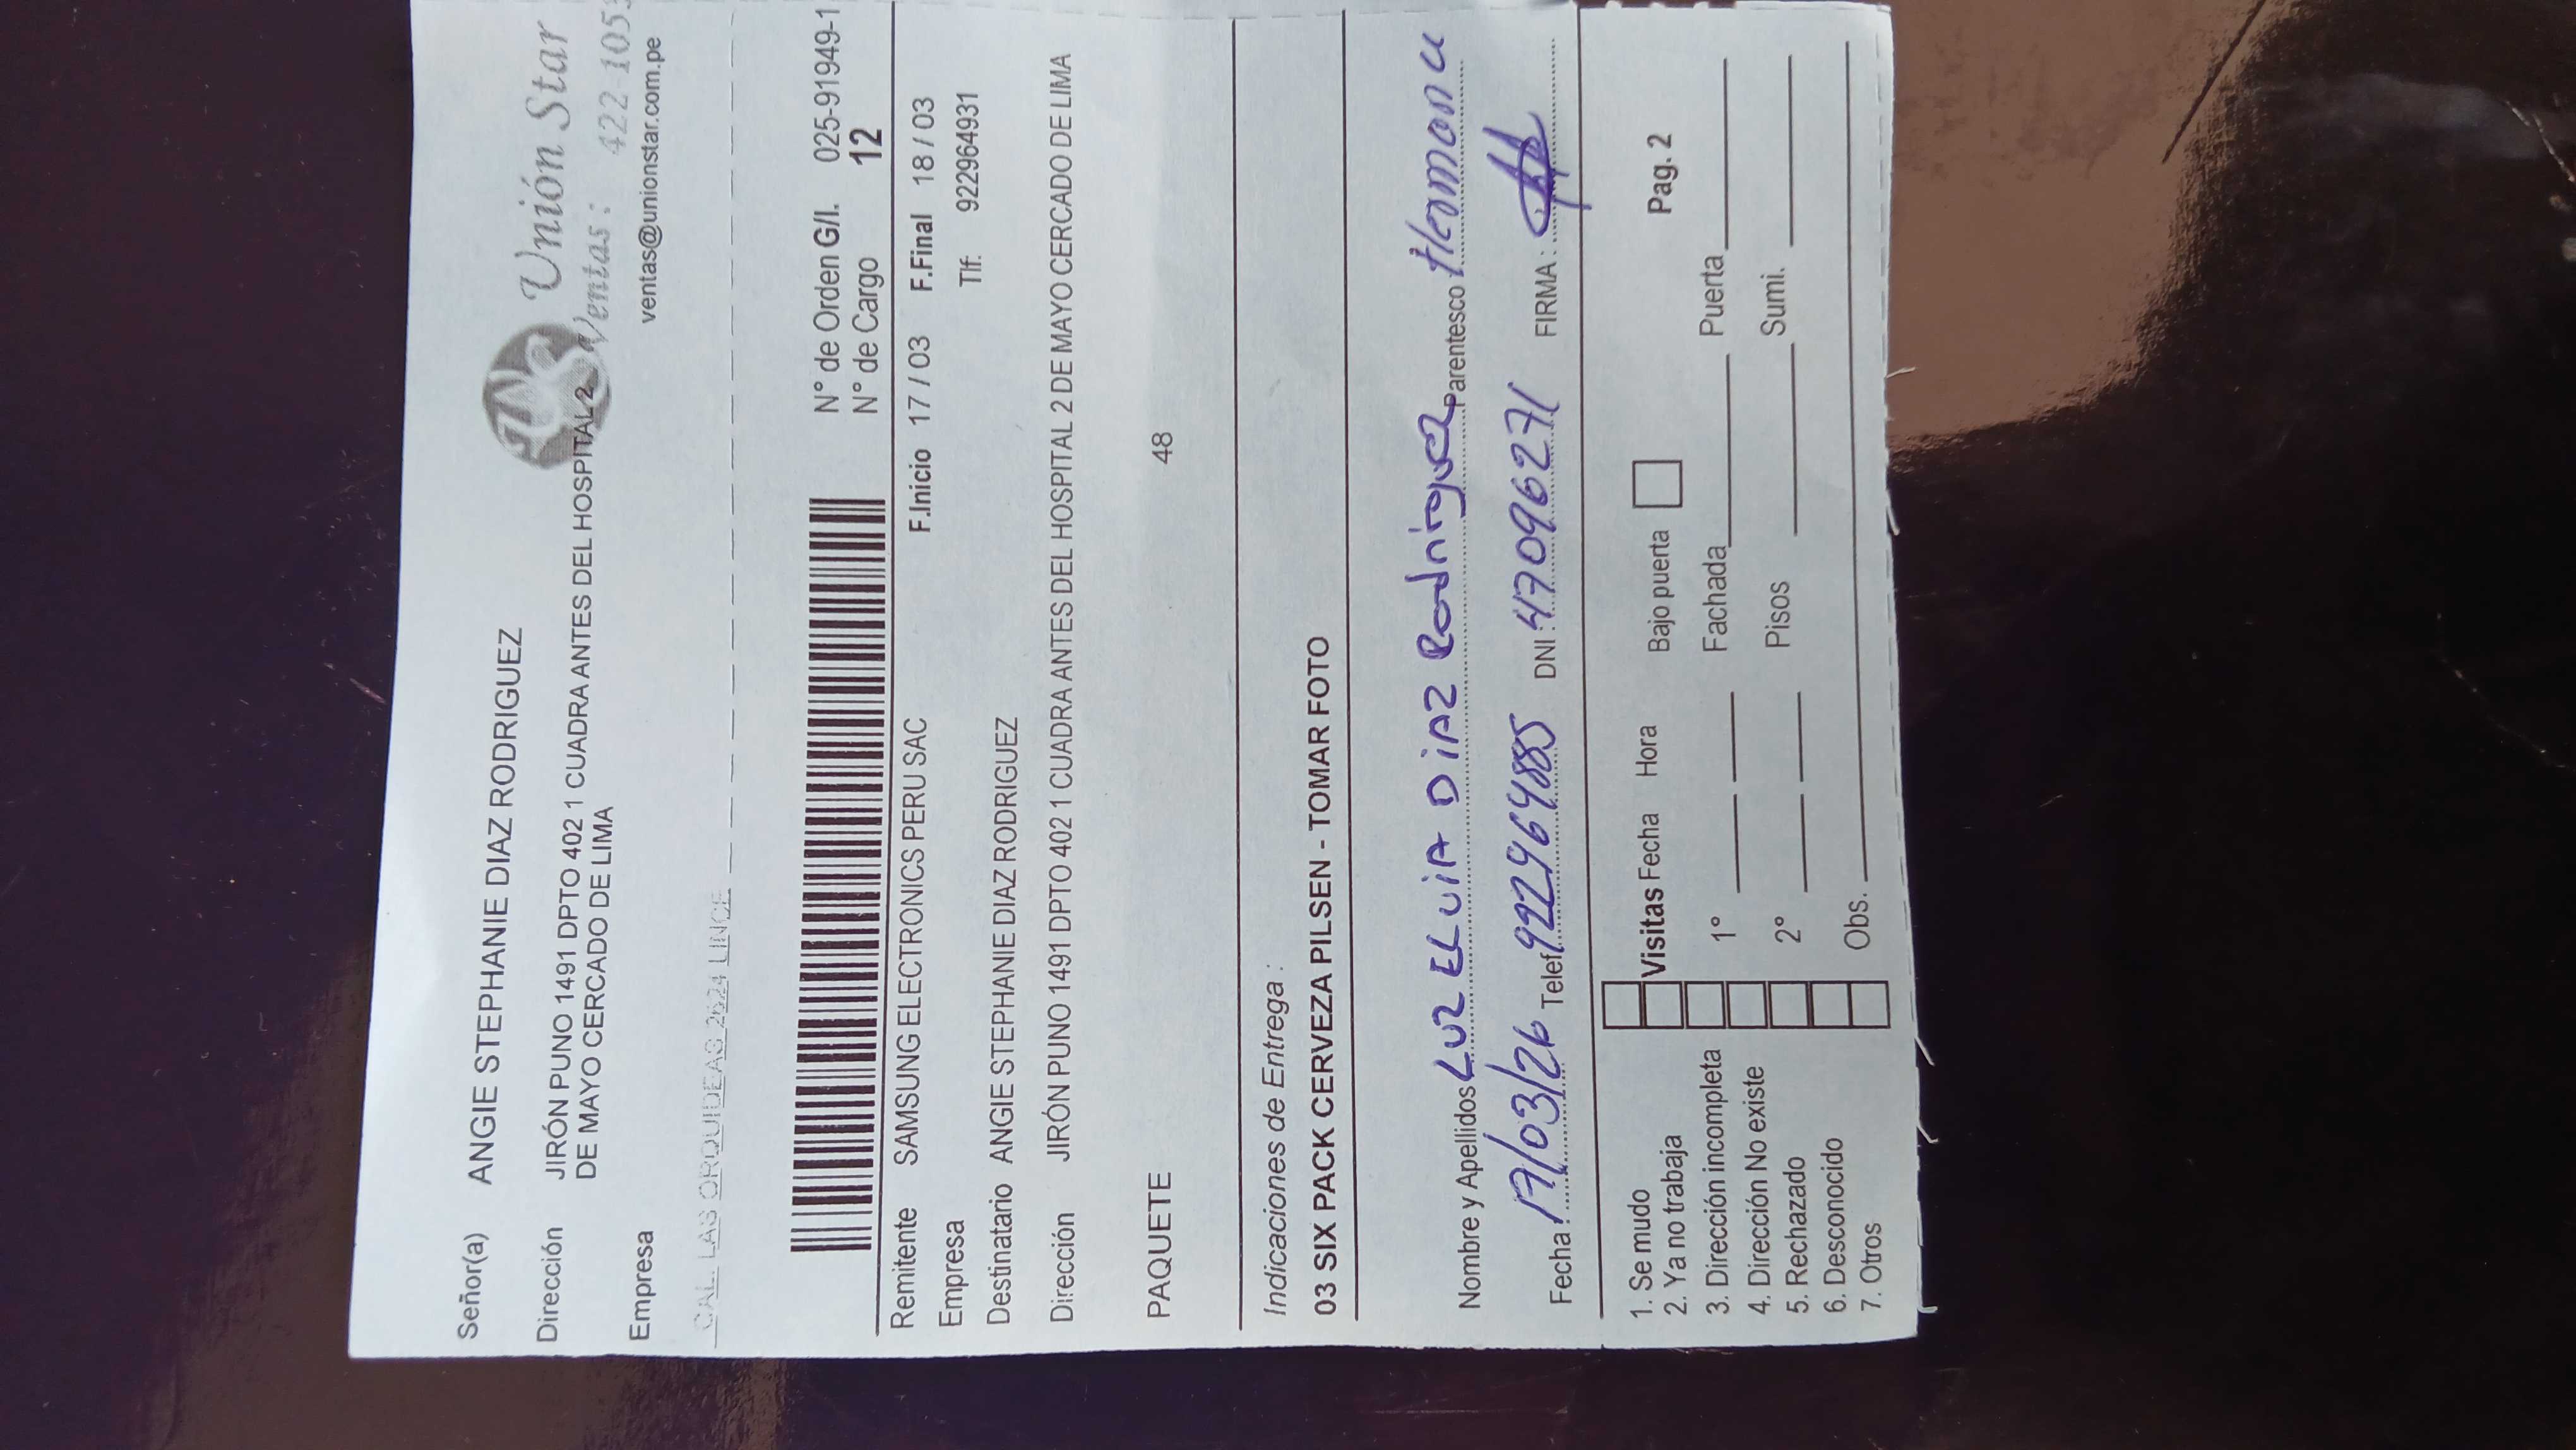 Señor(a) ANGIE STEPHANIE DIAZ RODRIGUEZ
Unión Star
Ventas : 422-105
ventas@unionstar.com.pe
Dirección JIRÓN PUNO 1491 DPTO 402 1 CUADRA ANTES DEL HOSPITAL 2
DE MAYO CERCADO DE LIMA
Empresa
CAL. LAS ORQUIDEAS 2624 LINCE
N° de Orden G/I. 025-91949-1
N° de Cargo 12
Remitente SAMSUNG ELECTRONICS PERU SAC F.Inicio 17 / 03 F.Final 18 / 03
Empresa Tlf. 922964931
Destinatario ANGIE STEPHANIE DIAZ RODRIGUEZ
Dirección JIRÓN PUNO 1491 DPTO 402 1 CUADRA ANTES DEL HOSPITAL 2 DE MAYO CERCADO DE LIMA
PAQUETE 48
Indicaciones de Entrega :
03 SIX PACK CERVEZA PILSEN - TOMAR FOTO
Nombre y Apellidos LUZ ELUIA DIAZ Rodriguez Parentesco Hermana
Fecha: 17/03/26 Telef 922964885 DNI: 47096271 FIRMA:
1. Se mudo
2. Ya no trabaja
3. Dirección incompleta
4. Dirección No existe
5. Rechazado
6. Desconocido
7. Otros
Visitas Fecha Hora Bajo puerta Pag. 2
1° Fachada Puerta
2° Pisos Sumi.
Obs.